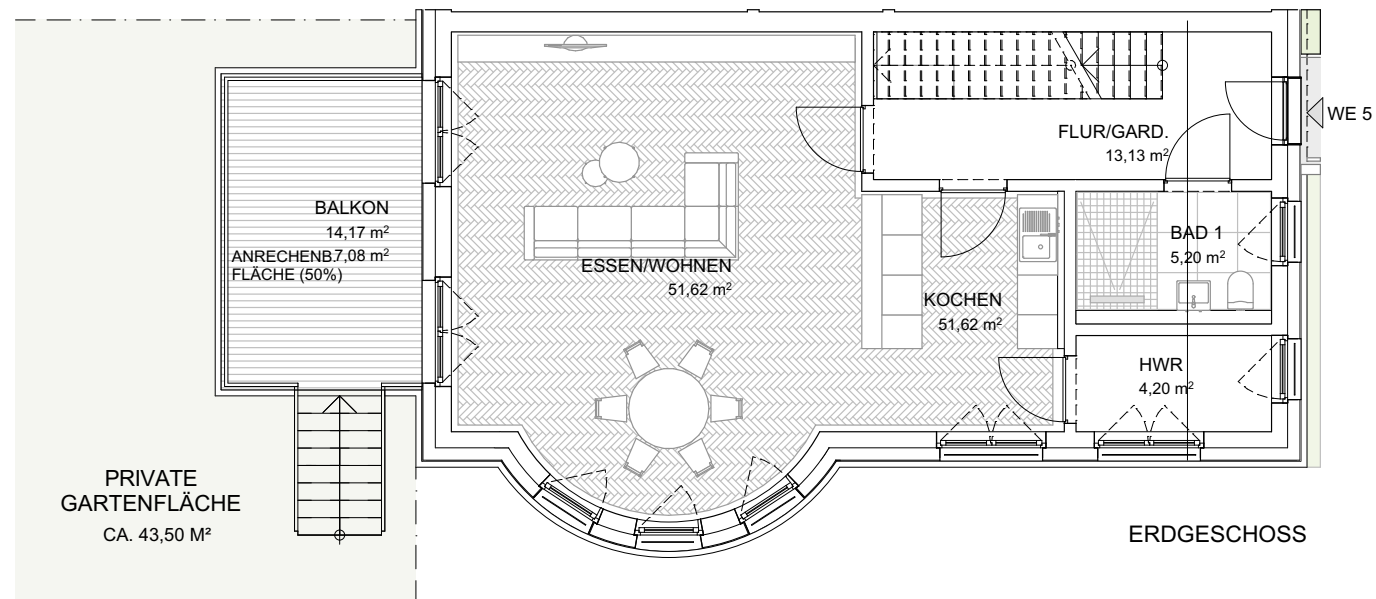 WE 5
FLUR/GARD.
13,13 m²
BALKON
14,17 m²
ANRECHENB.7,08 m²
FLÄCHE (50%)
ESSEN/WOHNEN
51,62 m²
BAD 1
5,20 m²
KOCHEN
51,62 m²
HWR
4,20 m²
PRIVATE
GARTENFLÄCHE
CA. 43,50 M²
ERDGESCHOSS